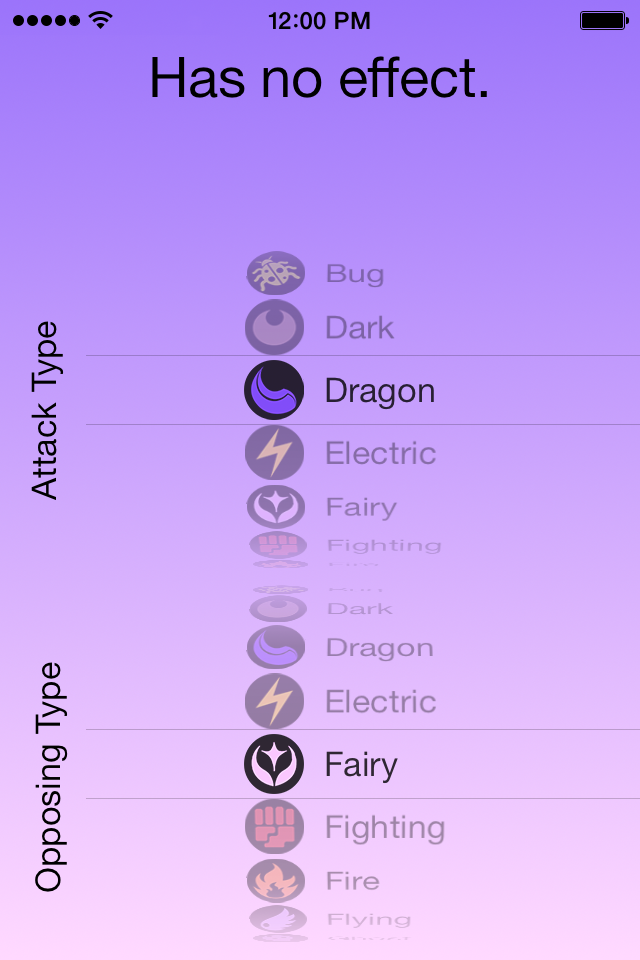 12:00 PM
Has no effect.
Attack Type
Bug
Dark
Dragon
Electric
Fairy
Fighting
Opposing Type
Dark
Dragon
Electric
Fairy
Fighting
Fire
Flying